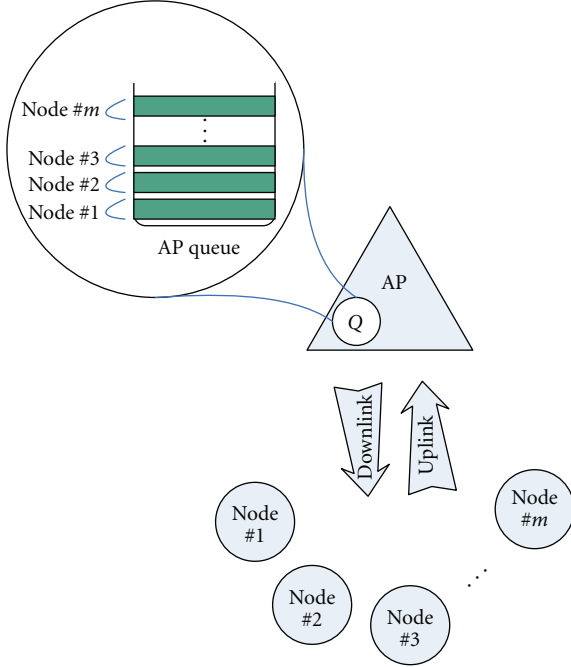 Node #m
Node #3
Node #2
Node #1
AP queue
AP
Q
Downlink
Uplink
Node
#1
Node
#2
Node
#3
Node
#m